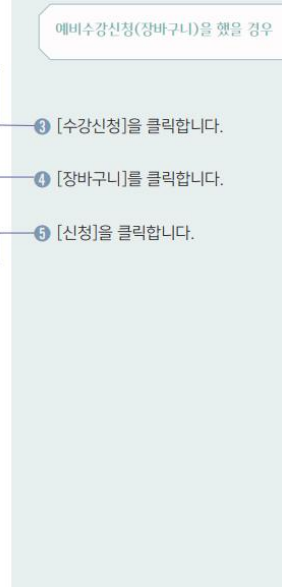 예비수강신청(장바구니)을 했을 경우
❸ [수강신청]을 클릭합니다.
❹ [장바구니]를 클릭합니다.
❺ [신청]을 클릭합니다.